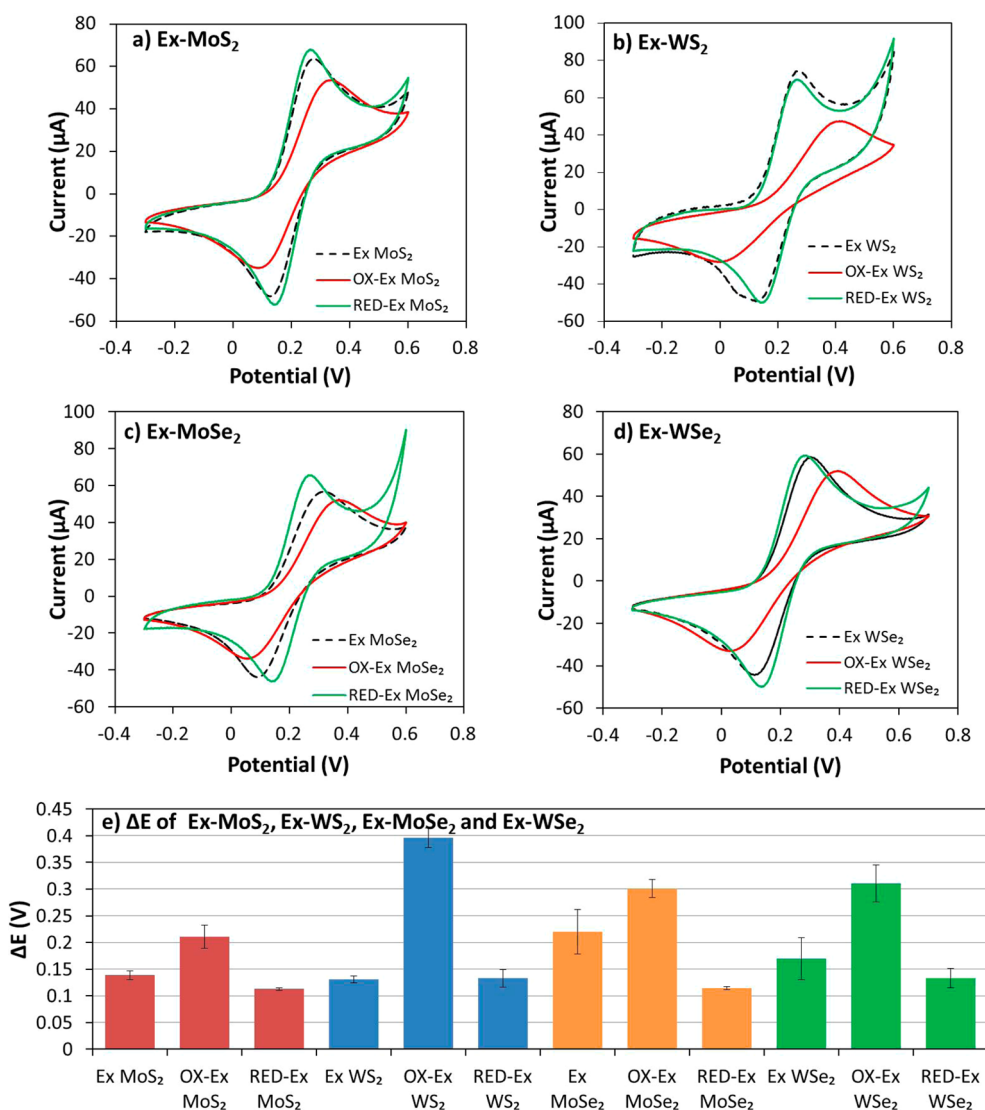 a) Ex-MoS₂
Current (µA)
80
60
40
20
0
-20
-40
-60
-0.4 -0.2 0 0.2 0.4 0.6 0.8
Potential (V)
Ex MoS₂
OX-Ex MoS₂
RED-Ex MoS₂
b) Ex-WS₂
Current (µA)
100
80
60
40
20
0
-20
-40
-60
-0.4 -0.2 0 0.2 0.4 0.6 0.8
Potential (V)
Ex WS₂
OX-Ex WS₂
RED-Ex WS₂
c) Ex-MoSe₂
Current (µA)
100
80
60
40
20
0
-20
-40
-60
-0.4 -0.2 0 0.2 0.4 0.6 0.8
Potential (V)
Ex MoSe₂
OX-Ex MoSe₂
RED-Ex MoSe₂
d) Ex-WSe₂
Current (µA)
80
60
40
20
0
-20
-40
-60
-0.4 -0.2 0 0.2 0.4 0.6 0.8
Potential (V)
Ex WSe₂
OX-Ex WSe₂
RED-Ex WSe₂
e) ΔE of Ex-MoS₂, Ex-WS₂, Ex-MoSe₂ and Ex-WSe₂
ΔE (V)
0.45
0.4
0.35
0.3
0.25
0.2
0.15
0.1
0.05
0
Ex MoS₂
OX-Ex
MoS₂
RED-Ex
MoS₂
Ex WS₂
OX-Ex
WS₂
RED-Ex
WS₂
Ex
MoSe₂
OX-Ex
MoSe₂
RED-Ex
MoSe₂
Ex WSe₂
OX-Ex
WSe₂
RED-Ex
WSe₂